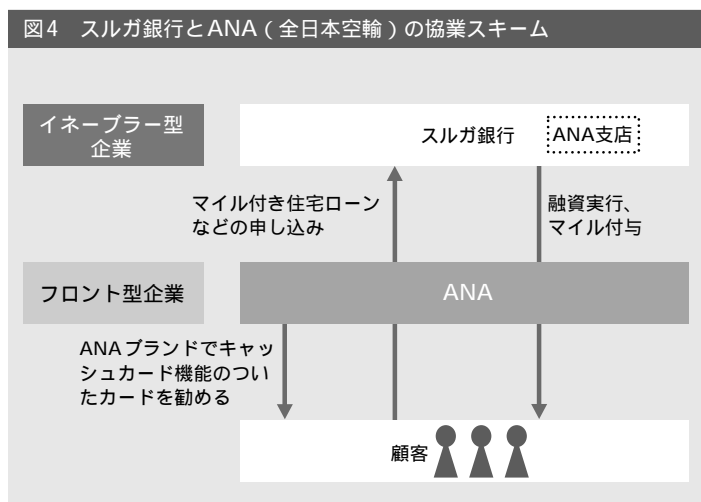 図4 スルガ銀行とANA(全日本空輸)の協業スキーム
イネーブラー型
企業
スルガ銀行 ANA支店
マイル付き住宅ローン
などの申し込み
融資実行、
マイル付与
フロント型企業
ANA
ANAブランドでキャッ
シュカード機能のつい
たカードを勧める
顧客